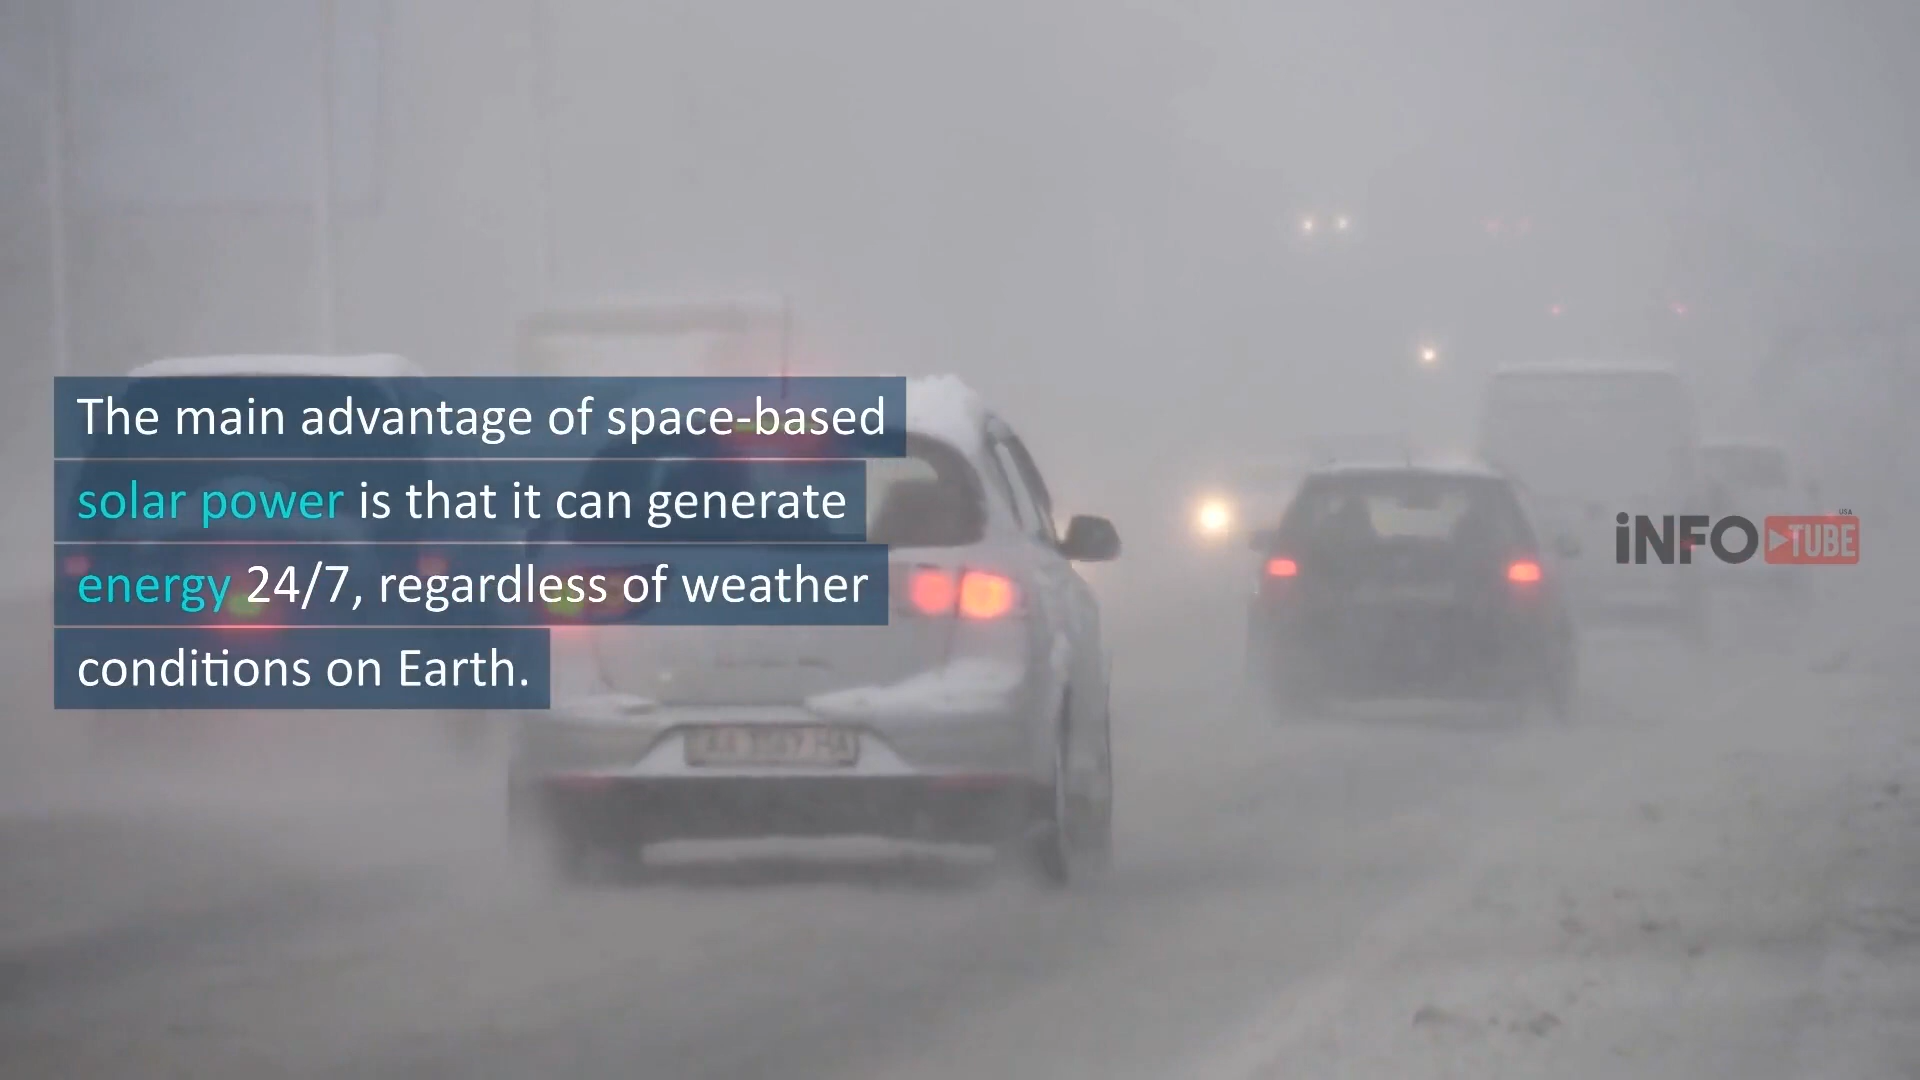 The main advantage of space-based
solar power is that it can generate
energy 24/7, regardless of weather
conditions on Earth.
iNFO TUBE
USA